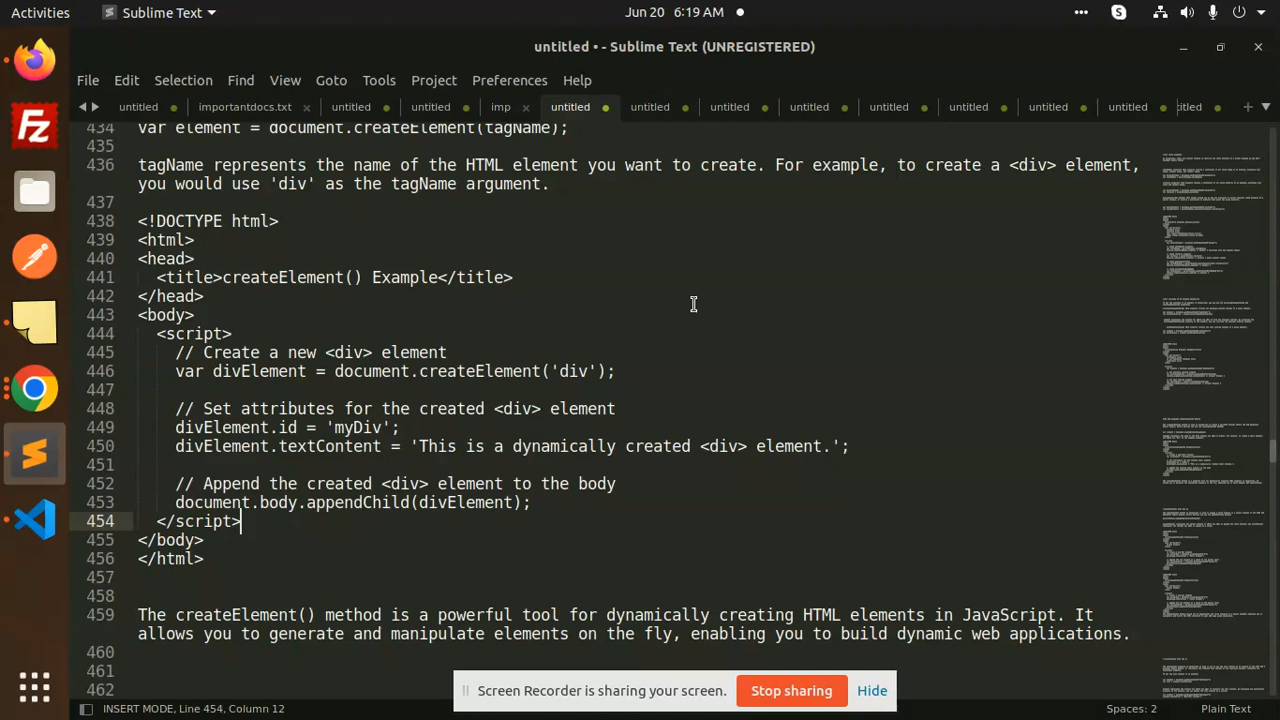 Activities Sublime Text Jun 20 6:19 AM
untitled • - Sublime Text (UNREGISTERED)
File Edit Selection Find View Goto Tools Project Preferences Help
untitled importantdocs.txt untitled untitled imp untitled untitled untitled untitled untitled untitled untitled untitled titled
434 var element = document.createElement(tagName);
435
436 tagName represents the name of the HTML element you want to create. For example, to create a <div> element,
you would use 'div' as the tagName argument.
437
438 <!DOCTYPE html>
439 <html>
440 <head>
441 <title>createElement() Example</title>
442 </head>
443 <body>
444 <script>
445 // Create a new <div> element
446 var divElement = document.createElement('div');
447
448 // Set attributes for the created <div> element
449 divElement.id = 'myDiv';
450 divElement.textContent = 'This is a dynamically created <div> element.';
451
452 // Append the created <div> element to the body
453 document.body.appendChild(divElement);
454 </script>
455 </body>
456 </html>
457
458
459 The createElement() method is a powerful tool for dynamically creating HTML elements in JavaScript. It
allows you to generate and manipulate elements on the fly, enabling you to build dynamic web applications.
460
461
462
Screen Recorder is sharing your screen. Stop sharing Hide
INSERT MODE, Line 454, Column 12 Spaces: 2 Plain Text